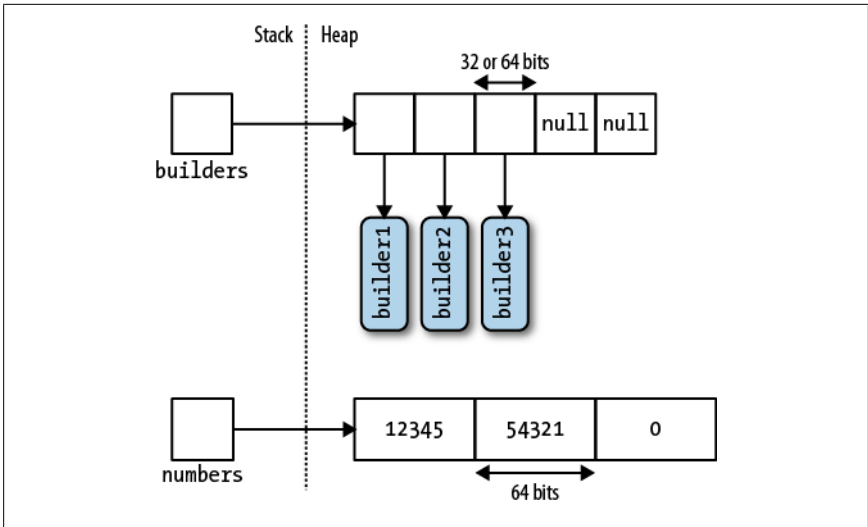 Stack
Heap
32 or 64 bits
null
null
builders
builder1
builder2
builder3
12345
54321
0
numbers
64 bits